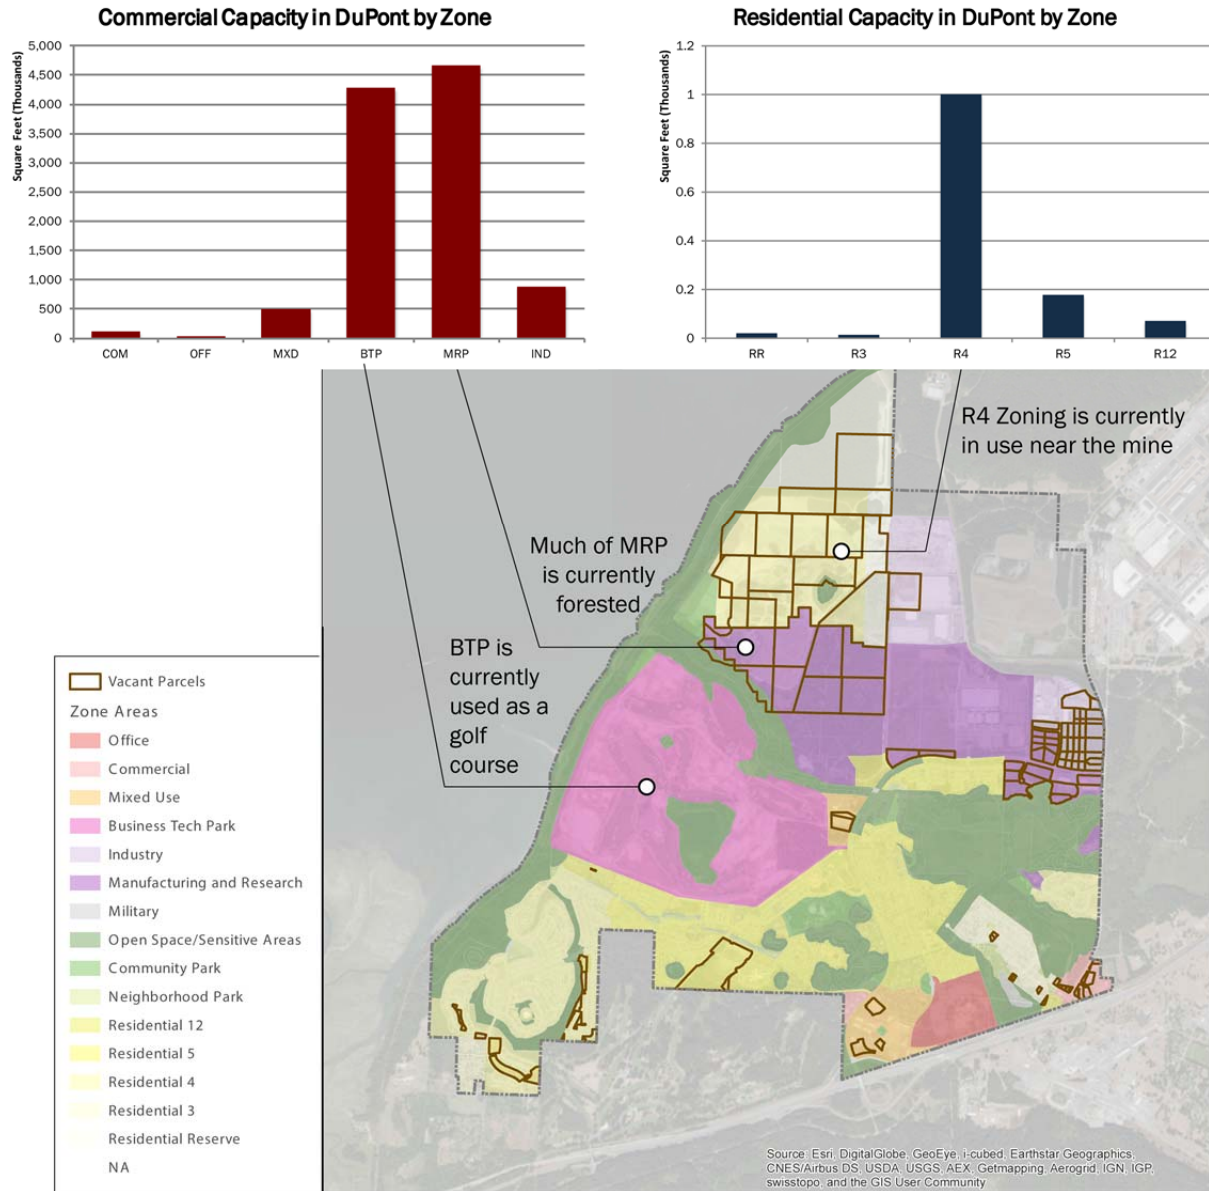 Commercial Capacity in DuPont by Zone
Square Feet (Thousands)
5,000
4,500
4,000
3,500
3,000
2,500
2,000
1,500
1,000
500
0
COM OFF MXD BTP MRP IND
Residential Capacity in DuPont by Zone
Square Feet (Thousands)
1.2
1
0.8
0.6
0.4
0.2
0
RR R3 R4 R5 R12
R4 Zoning is currently
in use near the mine
Much of MRP
is currently
forested
BTP is
currently
used as a
golf
course
Vacant Parcels
Zone Areas
Office
Commercial
Mixed Use
Business Tech Park
Industry
Manufacturing and Research
Military
Open Space/Sensitive Areas
Community Park
Neighborhood Park
Residential 12
Residential 5
Residential 4
Residential 3
Residential Reserve
NA
Source: Esri, DigitalGlobe, GeoEye, i-cubed, Earthstar Geographics,
CNES/Airbus DS, USDA, USGS, AEX, Getmapping, Aerogrid, IGN, IGP,
swisstopo, and the GIS User Community